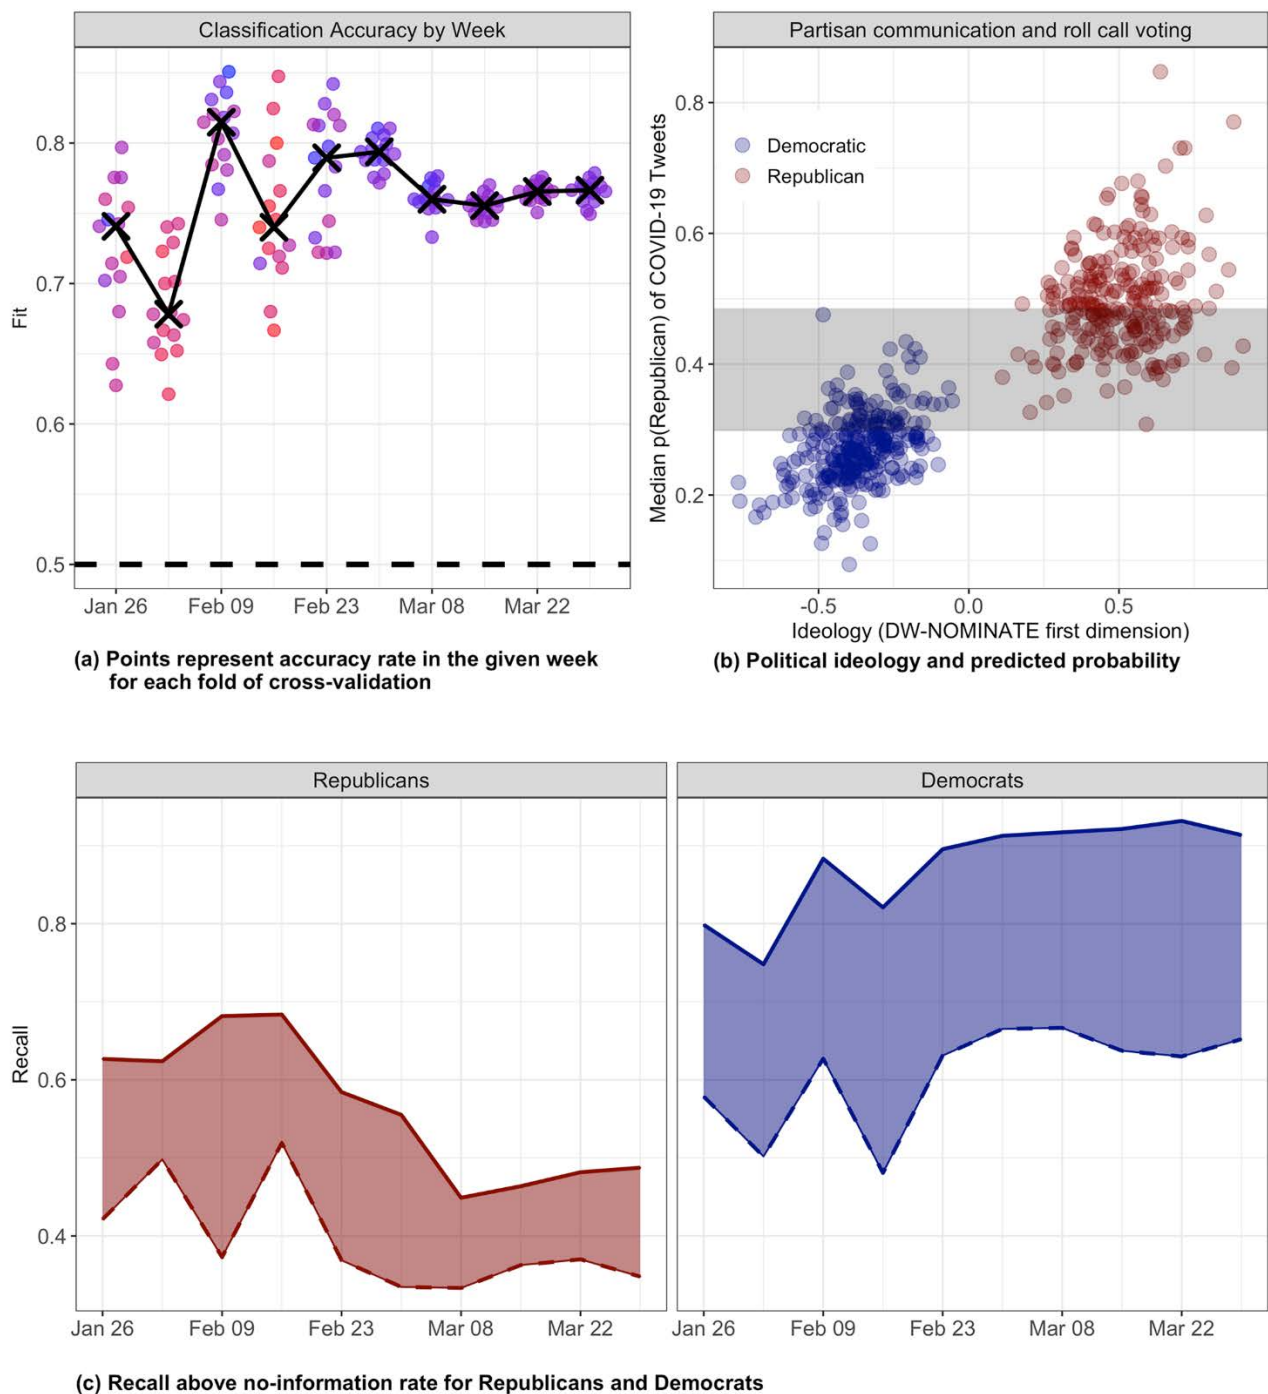 Classification Accuracy by Week
Fit
0.8
0.7
0.6
0.5
Jan 26 Feb 09 Feb 23 Mar 08 Mar 22
(a) Points represent accuracy rate in the given week
for each fold of cross-validation
Partisan communication and roll call voting
Median p(Republican) of COVID-19 Tweets
0.8
0.6
0.4
0.2
Democratic
Republican
-0.5 0.0 0.5
Ideology (DW-NOMINATE first dimension)
(b) Political ideology and predicted probability
Republicans
Democrats
Recall
0.8
0.6
0.4
Jan 26 Feb 09 Feb 23 Mar 08 Mar 22
Jan 26 Feb 09 Feb 23 Mar 08 Mar 22
(c) Recall above no-information rate for Republicans and Democrats